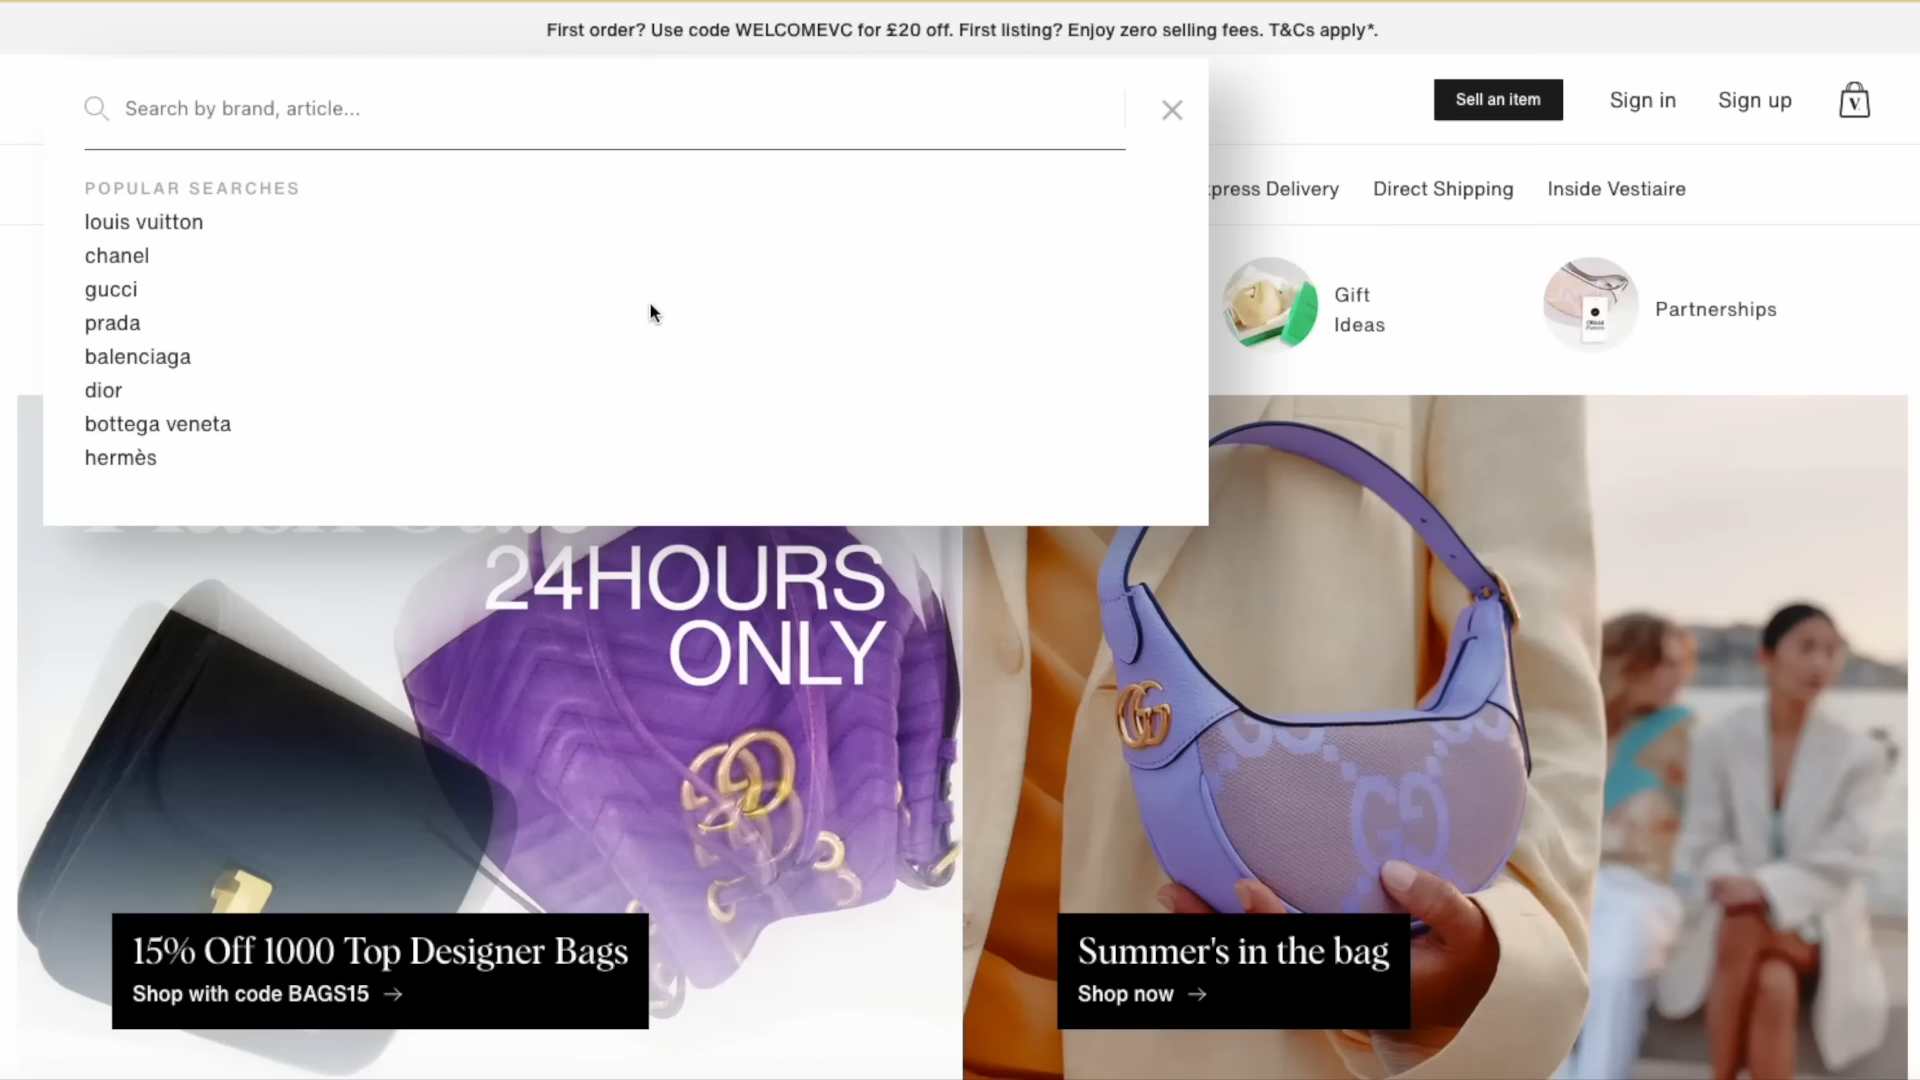 First order? Use code WELCOMEVC for £20 off. First listing? Enjoy zero selling fees. T&Cs apply*.
Search by brand, article...
Sell an item
Sign in
Sign up
V
POPULAR SEARCHES
louis vuitton
chanel
gucci
prada
balenciaga
dior
bottega veneta
hermès
press Delivery
Direct Shipping
Inside Vestiaire
Gift
Ideas
Partnerships
24HOURS
ONLY
15% Off 1000 Top Designer Bags
Shop with code BAGS15 →
Summer's in the bag
Shop now →